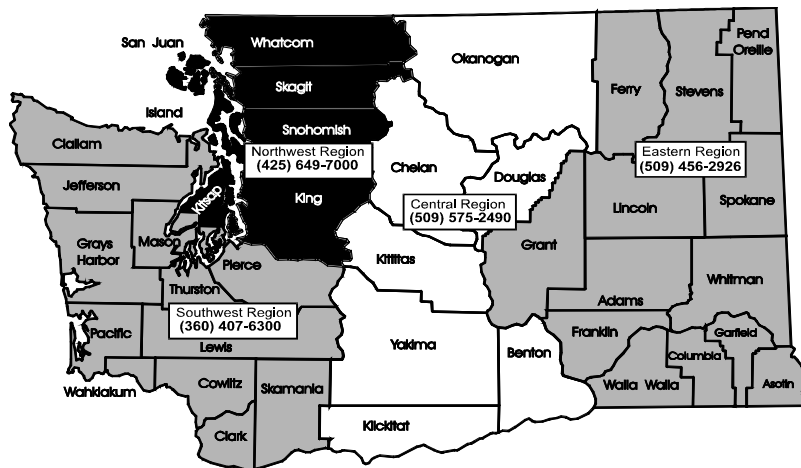 San Juan
Whatcom
Okanogan
Pend
Oreille
Skagit
Ferry
Stevens
Island
Snohomish
Clallam
Northwest Region
(425) 649-7000
Eastern Region
(509) 456-2926
Chelan
Douglas
Jefferson
Kitsap
King
Central Region
(509) 575-2490
Lincoln
Spokane
Grays
Harbor
Mason
Grant
Pierce
Kittitas
Thurston
Adams
Whitman
Southwest Region
(360) 407-6300
Pacific
Lewis
Yakima
Benton
Franklin
Garfield
Columbia
Wahkiakum
Cowlitz
Skamania
Walla Walla
Asotin
Clark
Klickitat